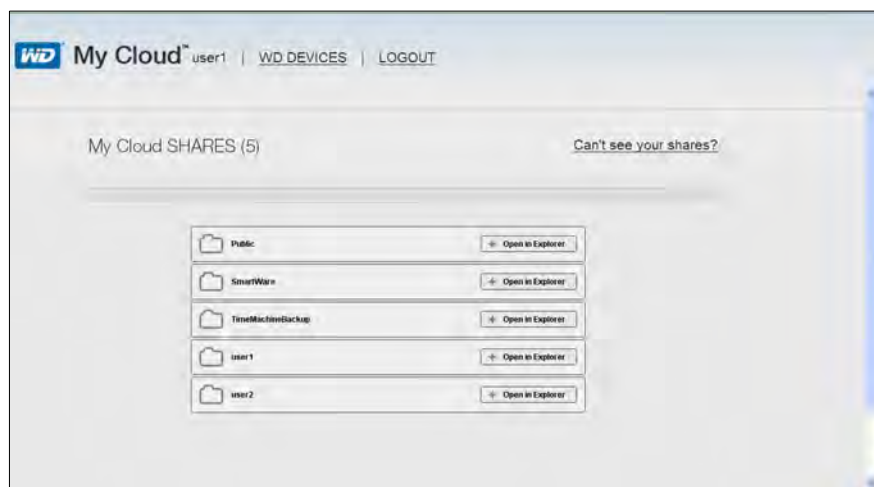 WD My Cloud™ user1 | WD DEVICES | LOGOUT
My Cloud SHARES (5) Can't see your shares?
Public + Open in Explorer
SmartWare + Open in Explorer
TimeMachineBackup + Open in Explorer
user1 + Open in Explorer
user2 + Open in Explorer